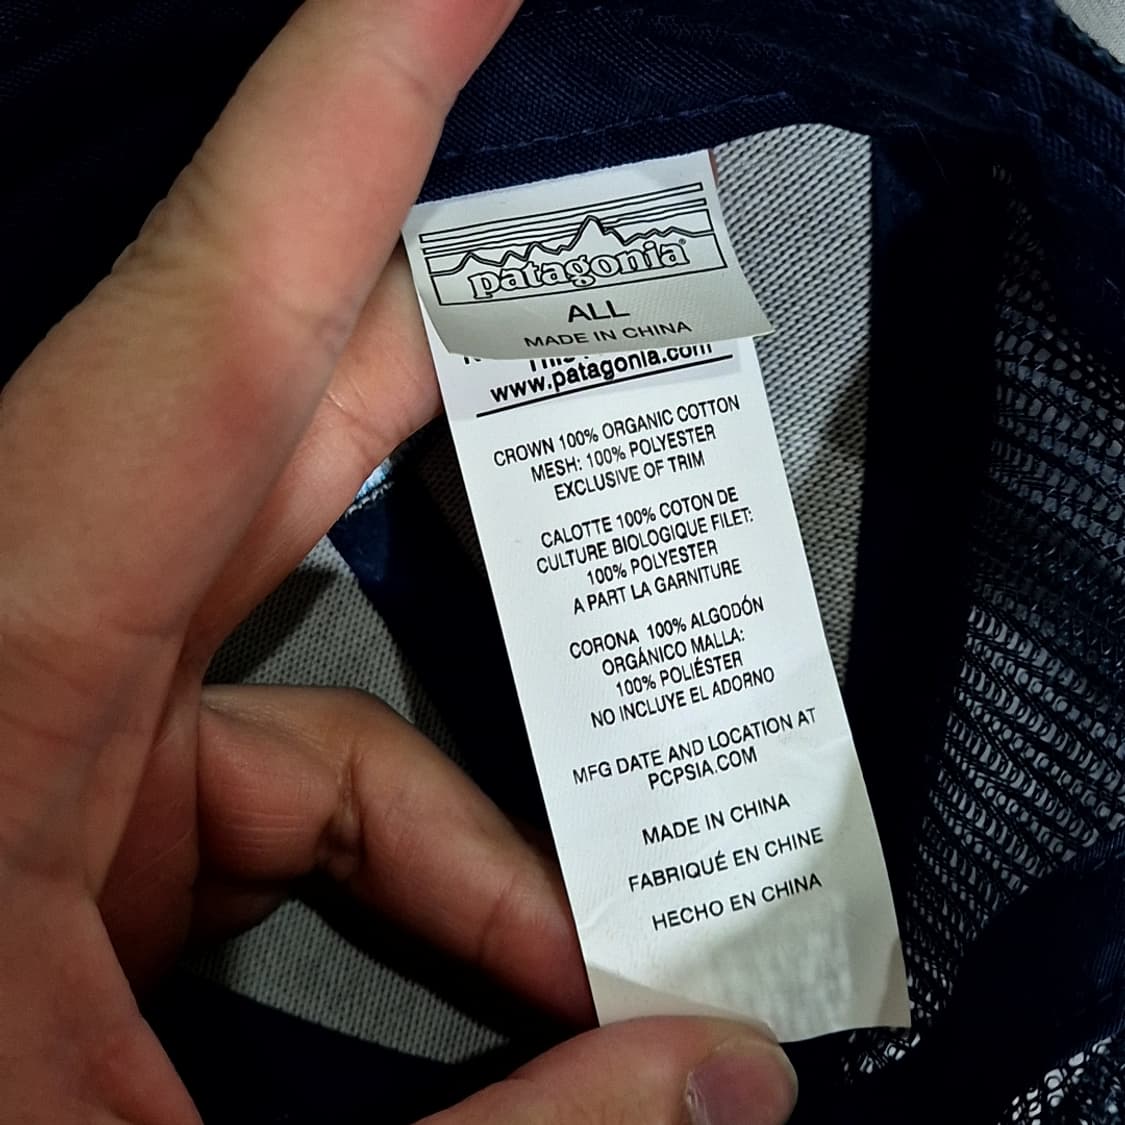 patagonia®
ALL
MADE IN CHINA
www.patagonia.com
CROWN 100% ORGANIC COTTON
MESH: 100% POLYESTER
EXCLUSIVE OF TRIM
CALOTTE 100% COTON DE
CULTURE BIOLOGIQUE FILET:
100% POLYESTER
A PART LA GARNITURE
CORONA 100% ALGODÓN
ORGÁNICO MALLA:
100% POLIÉSTER
NO INCLUYE EL ADORNO
MFG DATE AND LOCATION AT
PCPSIA.COM
MADE IN CHINA
FABRIQUÉ EN CHINE
HECHO EN CHINA